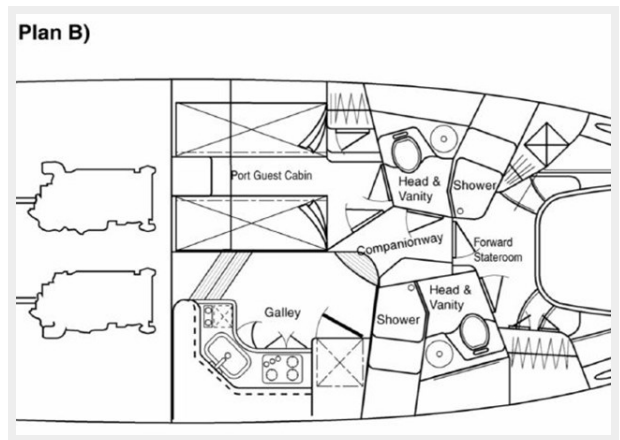 Plan B)
Port Guest Cabin
Head &
Vanity
Shower
Companionway
Forward
Stateroom
Galley
Shower
Head &
Vanity